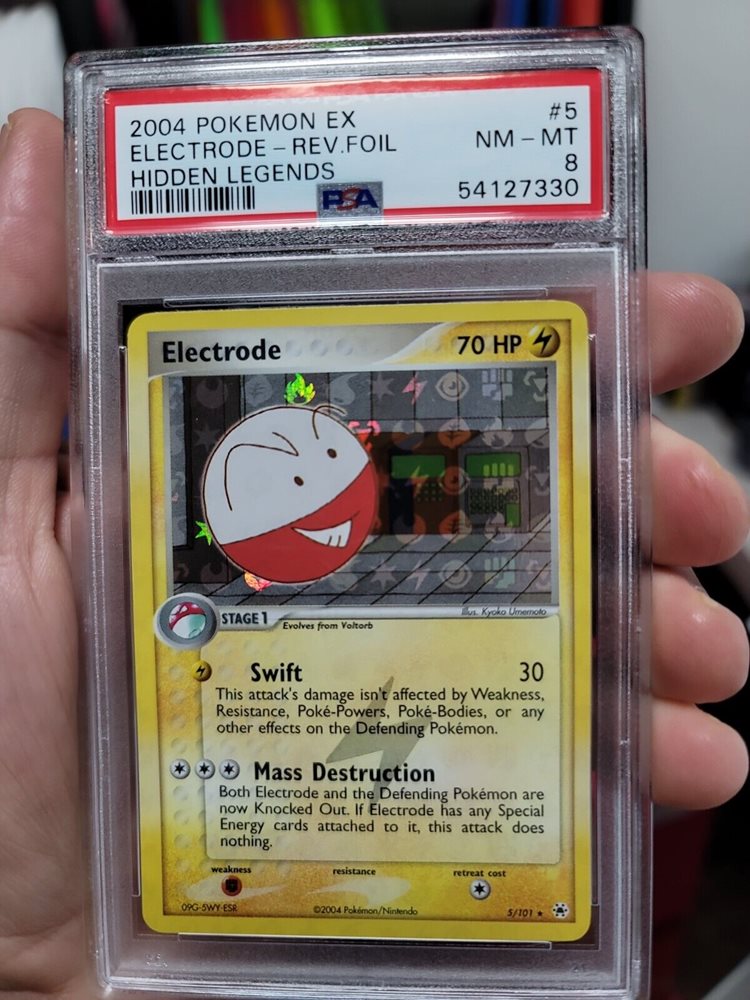 2004 POKEMON EX #5
ELECTRODE - REV.FOIL NM - MT
HIDDEN LEGENDS 8
PSA 54127330
Electrode 70 HP
STAGE 1
Illus. Kyoko Umemoto
Evolves from Voltorb
Swift 30
This attack's damage isn't affected by Weakness,
Resistance, Poké-Powers, Poké-Bodies, or any
other effects on the Defending Pokémon.
Mass Destruction
Both Electrode and the Defending Pokémon are
now Knocked Out. If Electrode has any Special
Energy cards attached to it, this attack does
nothing.
weakness resistance retreat cost
09G-5WY-ESR ©2004 Pokémon/Nintendo 5/101 ★